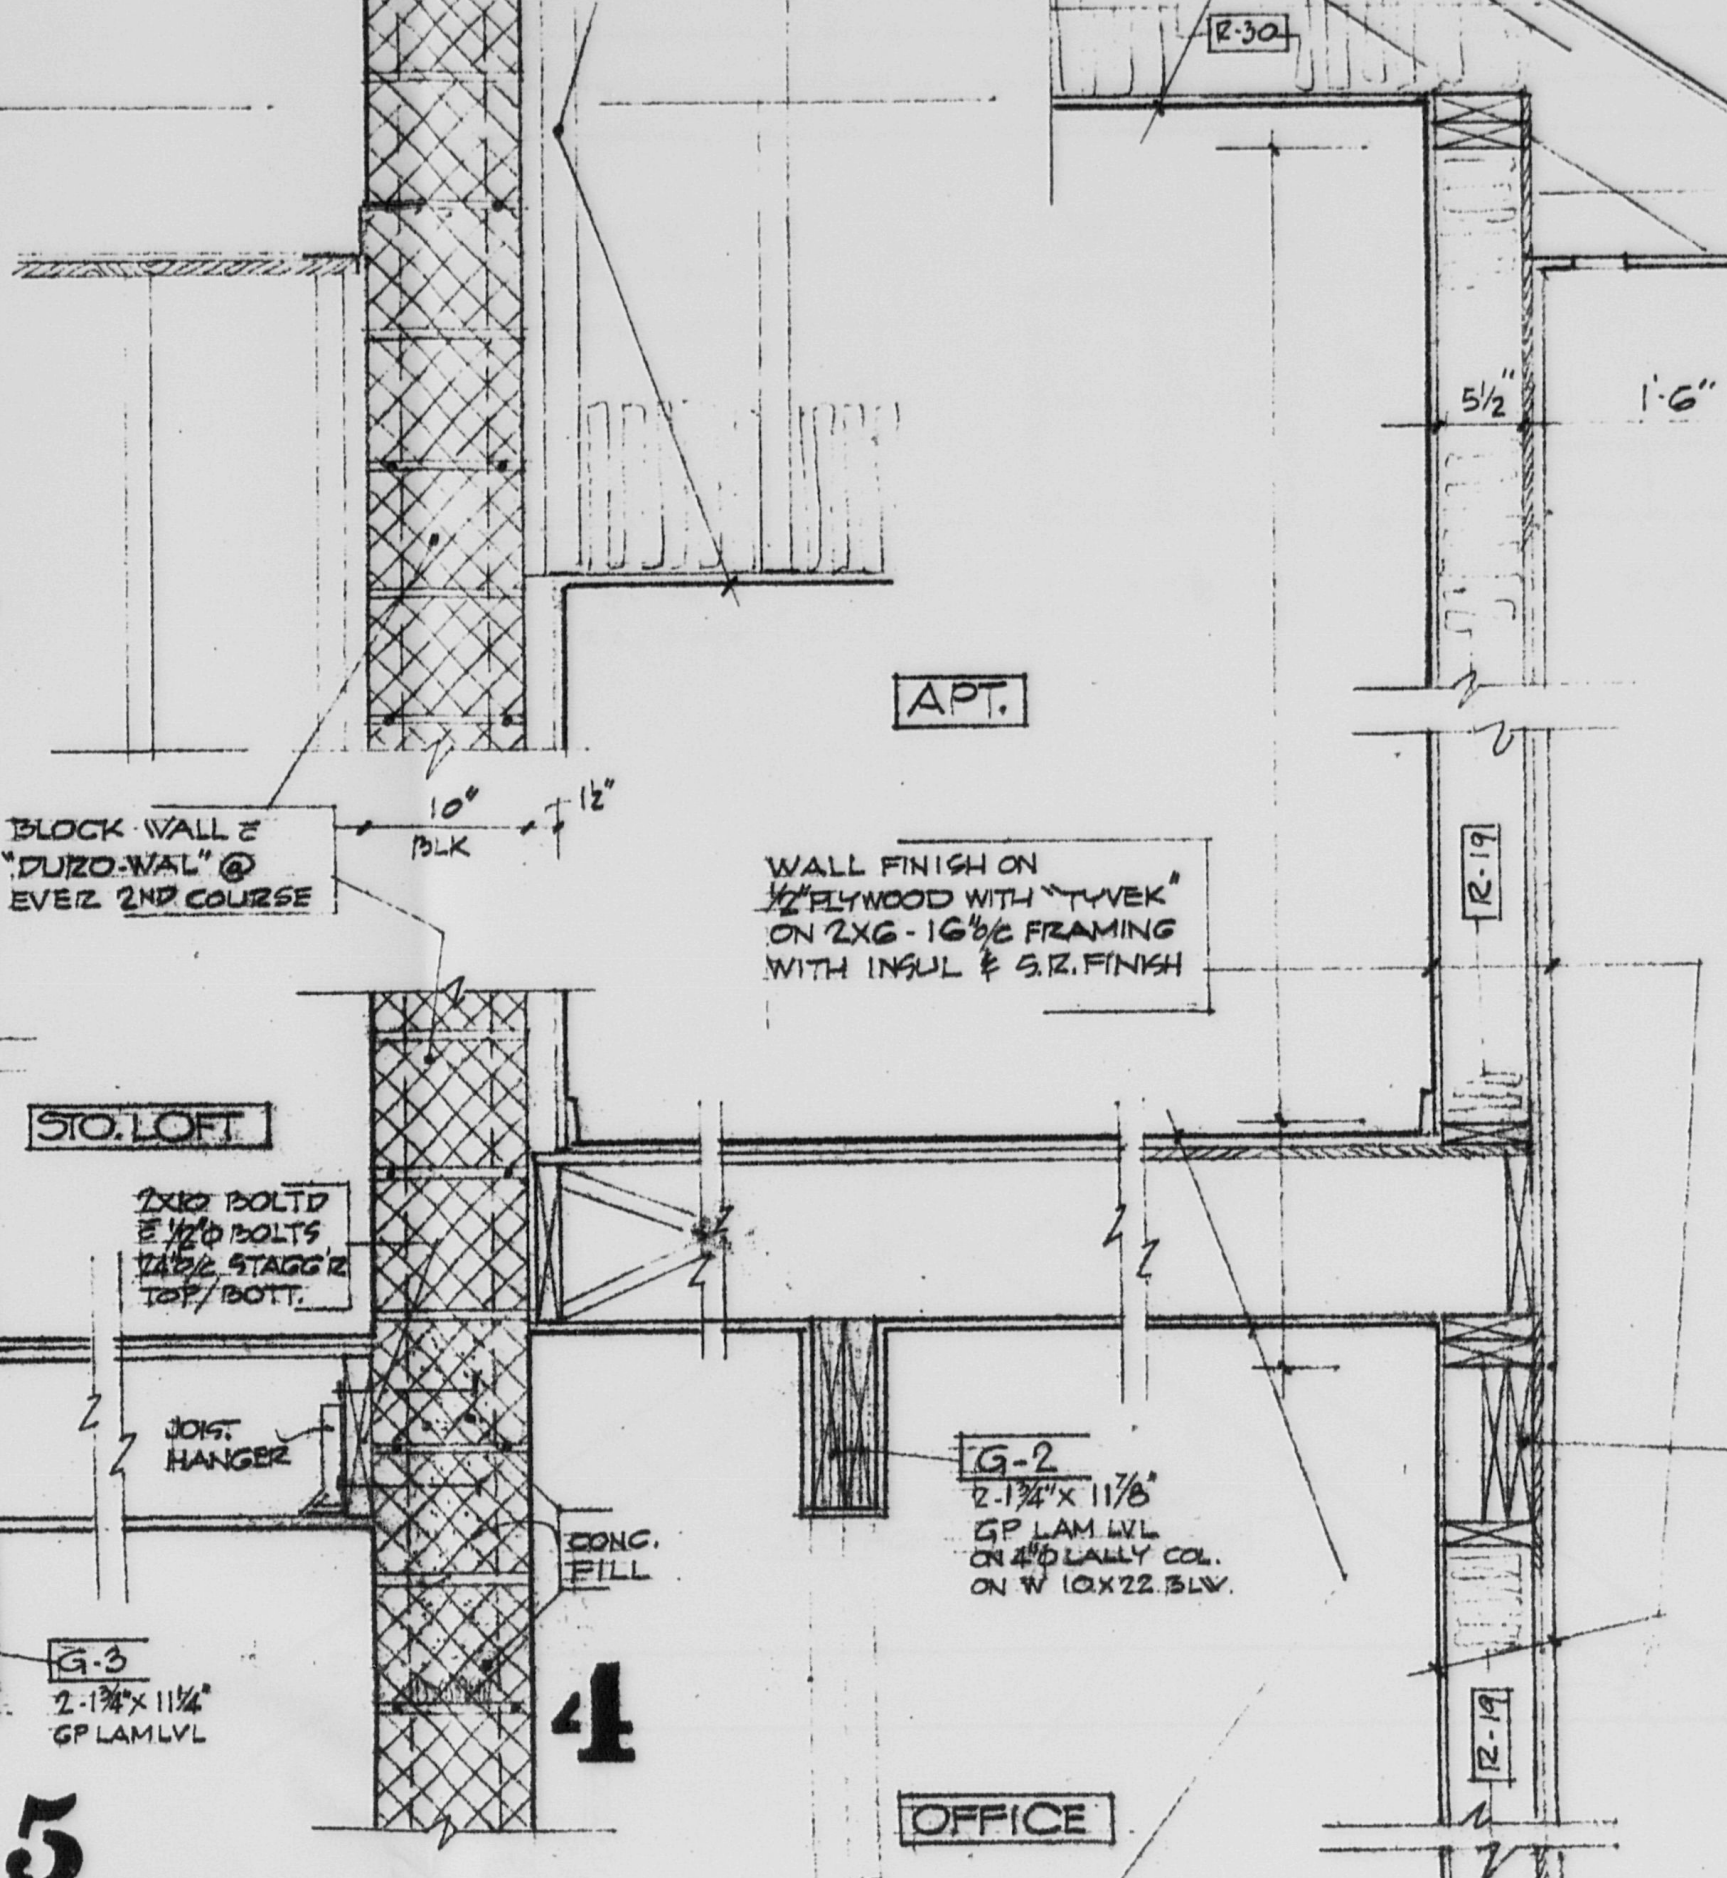 R-30
5½"
1'-6"
APT.
10"
BLK
1½"
BLOCK WALL C̄
"DURO-WAL" @
EVER 2ND COURSE
WALL FINISH ON
½" PLYWOOD WITH "TYVEK"
ON 2X6 - 16"o/c FRAMING
WITH INSUL & S.R. FINISH
R-19
STO. LOFT
2X10 BOLTD
C̄ ½"Ø BOLTS
24"o/c STAGG'R
TOP/BOTT.
JOIST
HANGER
G-2
2-1¾" X 11⅞"
GP LAM LVL
ON 4"Ø LALLY COL.
ON W 10X22 BLW.
CONC.
FILL
G-3
2-1¾" X 11¼"
GP LAM LVL
4
R-19
OFFICE
5